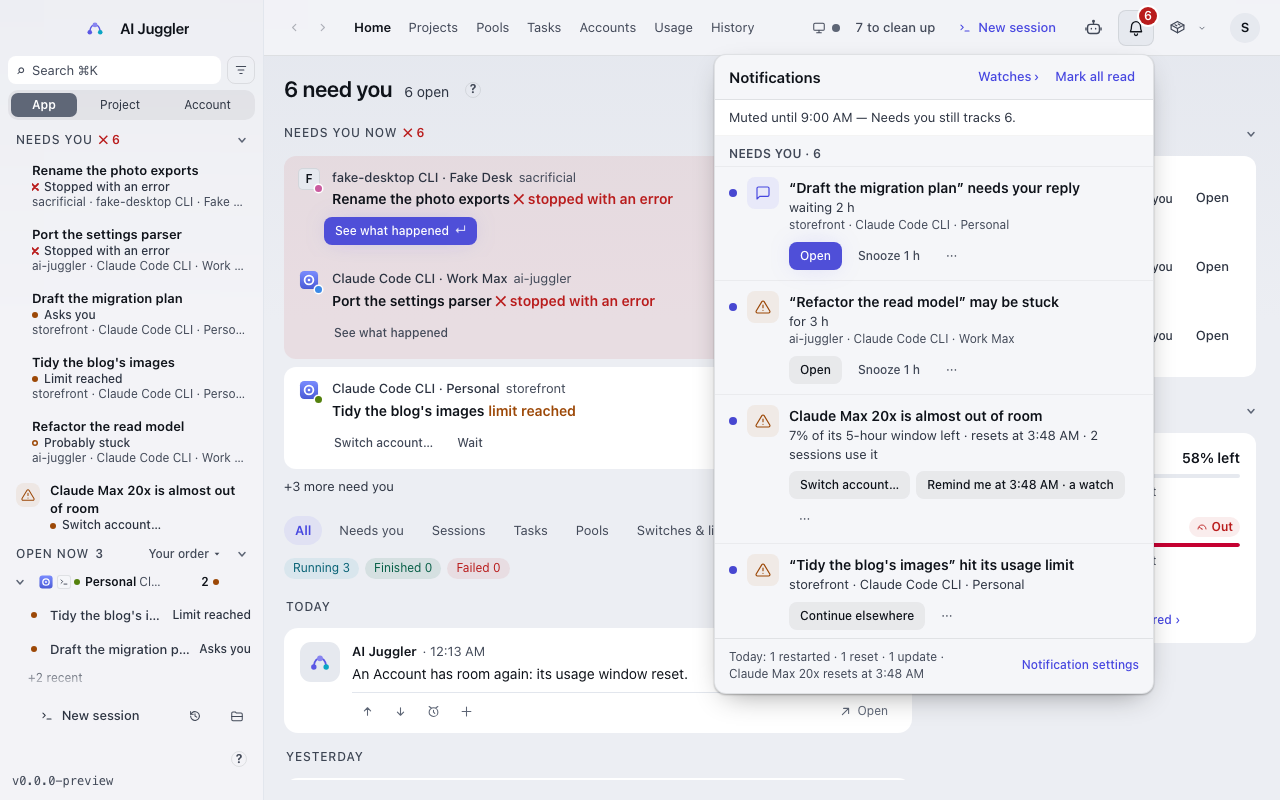 AI Juggler
Search ⌘K
App Project Account
NEEDS YOU 6
Rename the photo exports
Stopped with an error
sacrificial · fake-desktop CLI · Fake ...
Port the settings parser
Stopped with an error
ai-juggler · Claude Code CLI · Work ...
Draft the migration plan
Asks you
storefront · Claude Code CLI · Perso...
Tidy the blog's images
Limit reached
storefront · Claude Code CLI · Perso...
Refactor the read model
Probably stuck
ai-juggler · Claude Code CLI · Work ...
Claude Max 20x is almost out
of room
Switch account...
OPEN NOW 3 Your order
Personal Cl... 2
Tidy the blog's i... Limit reached
Draft the migration p... Asks you
+2 recent
New session
?
v0.0.0-preview
Home Projects Pools Tasks Accounts Usage History
7 to clean up
New session
6
S
6 need you 6 open ?
NEEDS YOU NOW 6
F
fake-desktop CLI · Fake Desk sacrificial
Rename the photo exports stopped with an error
See what happened
Claude Code CLI · Work Max ai-juggler
Port the settings parser stopped with an error
See what happened
Claude Code CLI · Personal storefront
Tidy the blog's images limit reached
Switch account... Wait
+3 more need you
All Needs you Sessions Tasks Pools Switches & li
Running 3 Finished 0 Failed 0
TODAY
AI Juggler · 12:13 AM
An Account has room again: its usage window reset.
Open
YESTERDAY
Notifications Watches › Mark all read
Muted until 9:00 AM — Needs you still tracks 6.
NEEDS YOU · 6
“Draft the migration plan” needs your reply
waiting 2 h
storefront · Claude Code CLI · Personal
Open Snooze 1 h ...
“Refactor the read model” may be stuck
for 3 h
ai-juggler · Claude Code CLI · Work Max
Open Snooze 1 h ...
Claude Max 20x is almost out of room
7% of its 5-hour window left · resets at 3:48 AM · 2
sessions use it
Switch account... Remind me at 3:48 AM · a watch
...
“Tidy the blog's images” hit its usage limit
storefront · Claude Code CLI · Personal
Continue elsewhere ...
Today: 1 restarted · 1 reset · 1 update ·
Claude Max 20x resets at 3:48 AM
Notification settings
you Open
you Open
you Open
58% left
t
Out
t
red ›